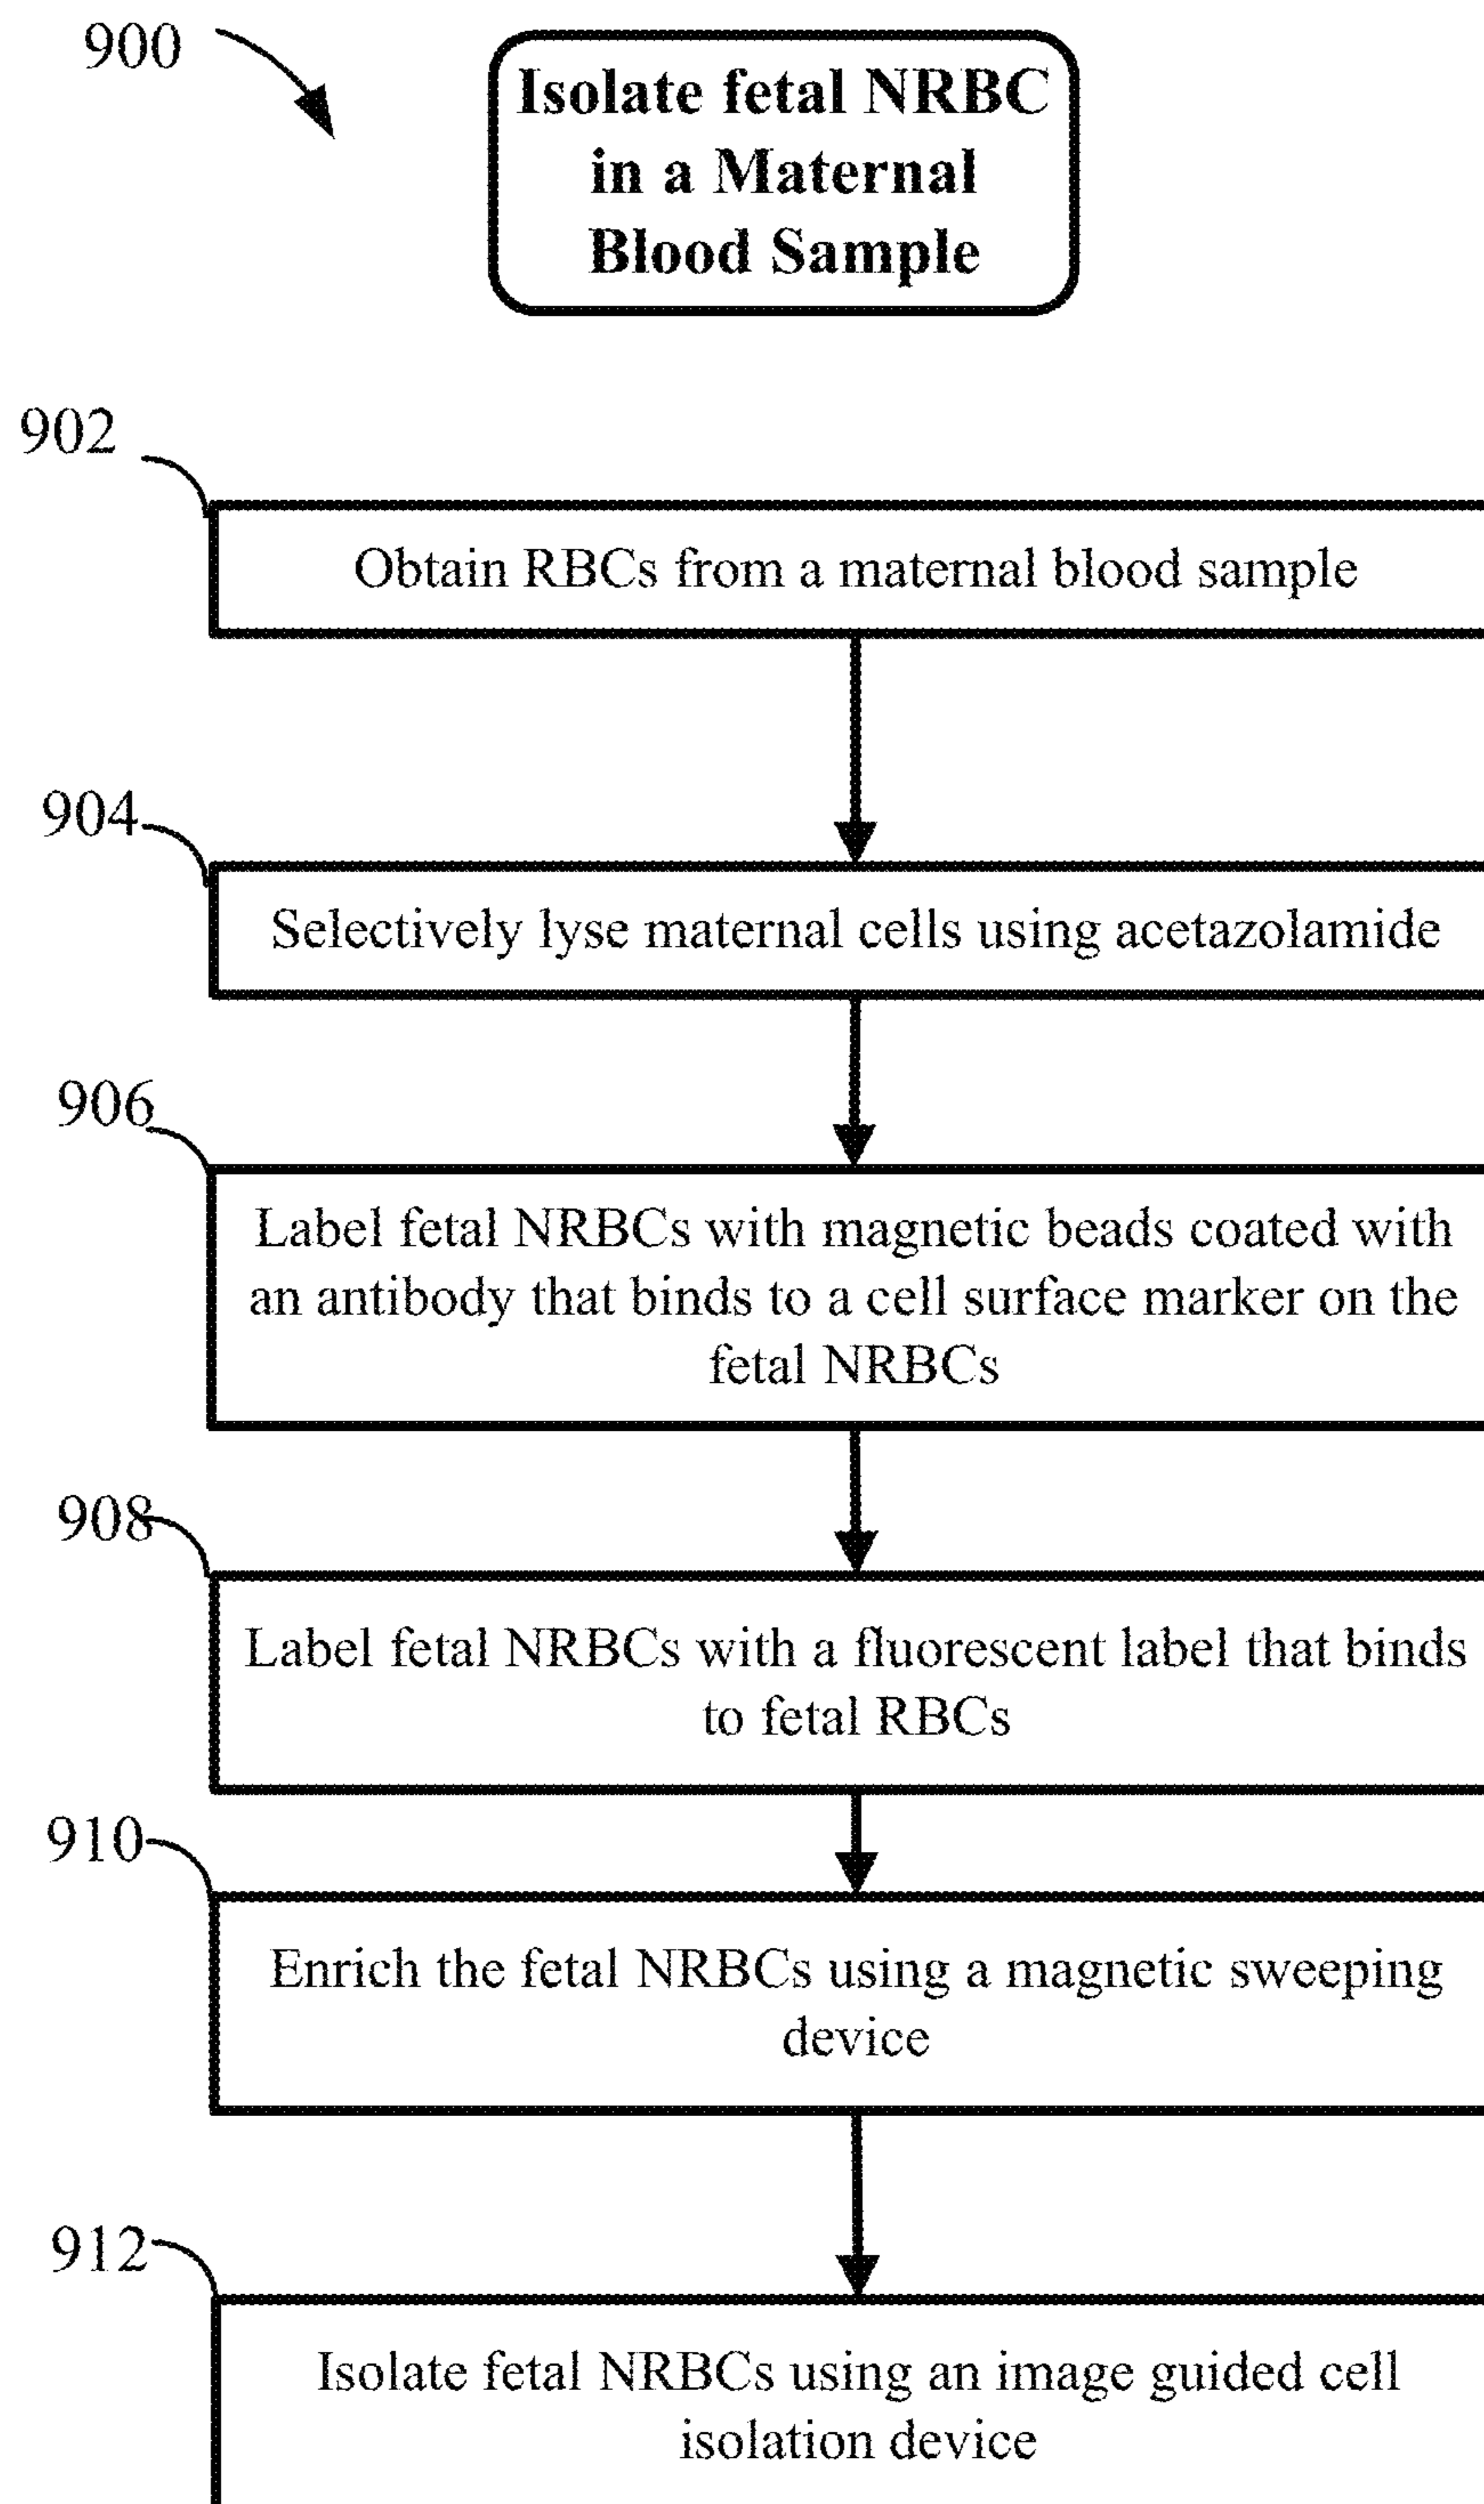 900
Isolate fetal NRBC
in a Maternal
Blood Sample
902
Obtain RBCs from a maternal blood sample
904
Selectively lyse maternal cells using acetazolamide
906
Label fetal NRBCs with magnetic beads coated with
an antibody that binds to a cell surface marker on the
fetal NRBCs
908
Label fetal NRBCs with a fluorescent label that binds
to fetal RBCs
910
Enrich the fetal NRBCs using a magnetic sweeping
device
912
Isolate fetal NRBCs using an image guided cell
isolation device